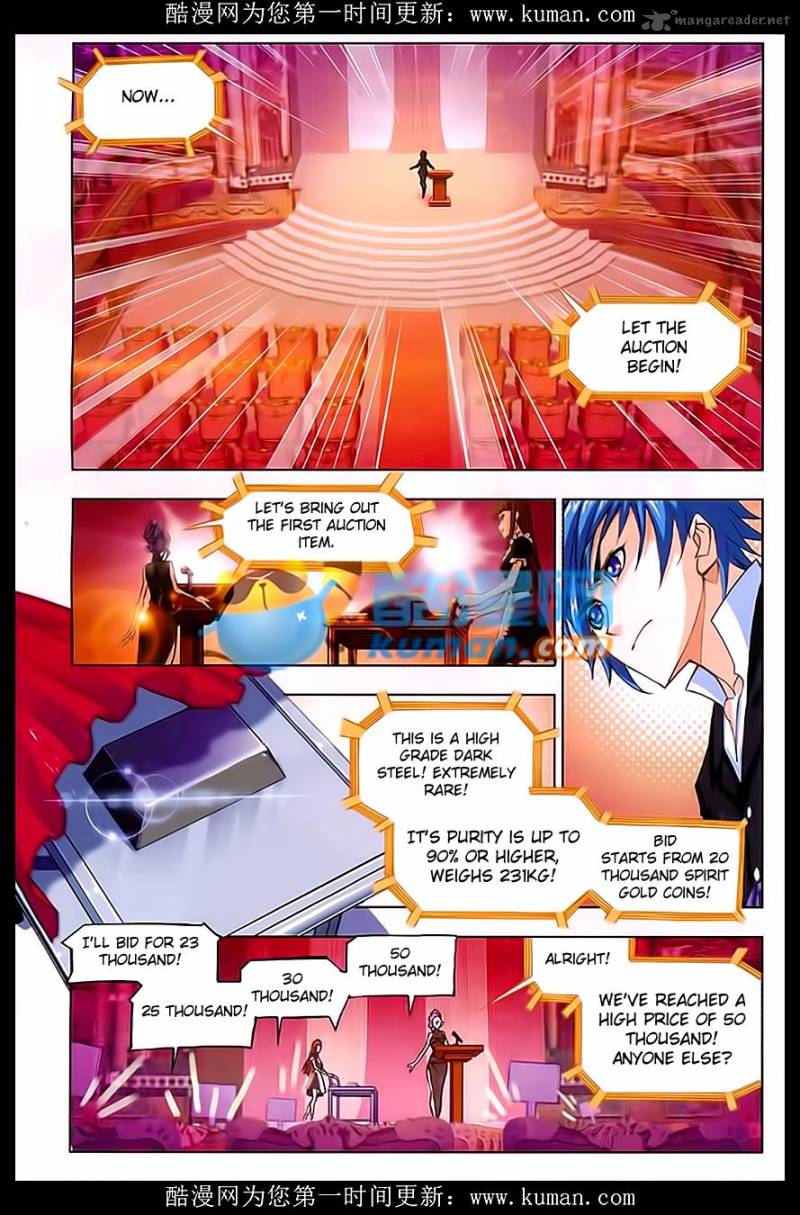 酷漫网为您第一时间更新：www.kuman.com
mangareader.net
NOW...
LET THE
AUCTION
BEGIN!
LET'S BRING OUT
THE FIRST AUCTION
ITEM.
K
酷漫网
kuman.com
THIS IS A HIGH
GRADE DARK
STEEL! EXTREMELY
RARE!
IT'S PURITY IS UP TO
90% OR HIGHER,
WEIGHS 231KG!
BID
STARTS FROM 20
THOUSAND SPIRIT
GOLD COINS!
I'LL BID FOR 23
THOUSAND!
25 THOUSAND!
30
THOUSAND!
50
THOUSAND!
ALRIGHT!
WE'VE REACHED A
HIGH PRICE OF 50
THOUSAND!
ANYONE ELSE?
酷漫网为您第一时间更新：www.kuman.com